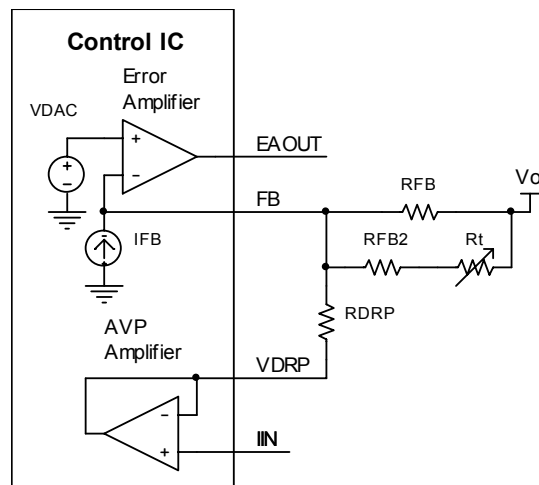 Control IC
Error
Amplifier
VDAC
+
-
+
-
EAOUT
Vo
FB
RFB
IFB
RFB2
Rt
RDRP
AVP
Amplifier
VDRP
-
+
IIN